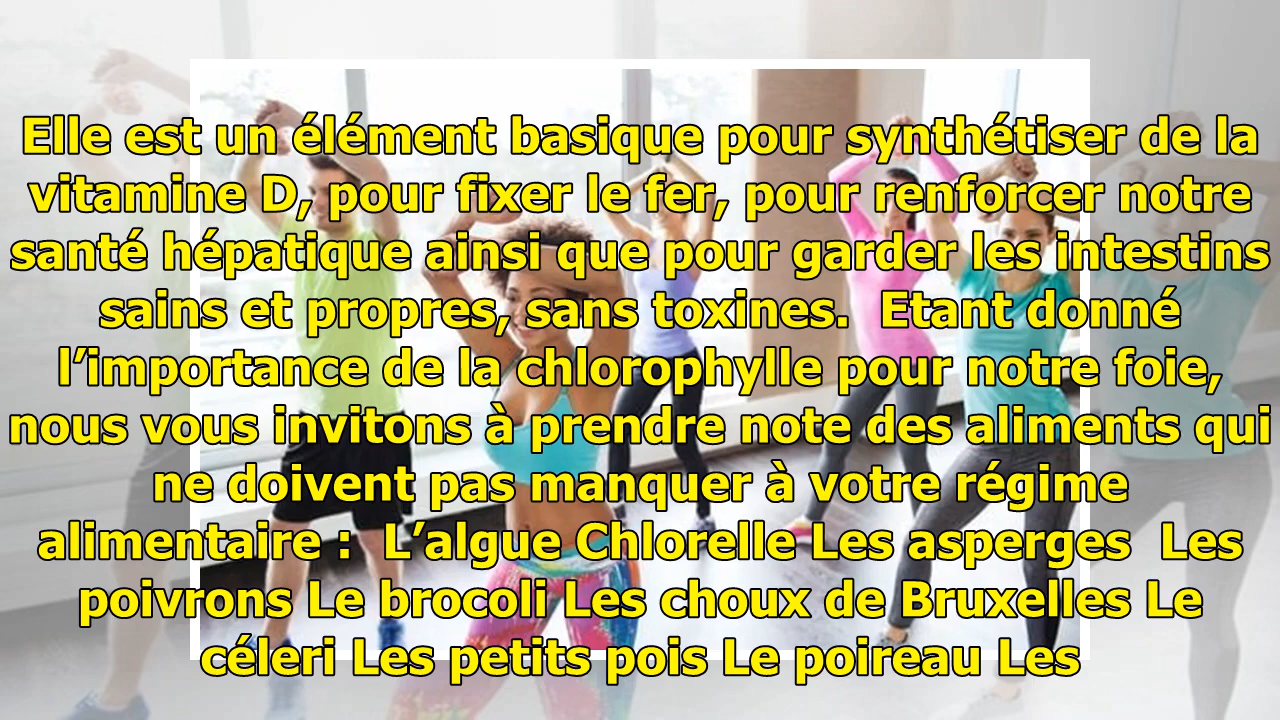 Elle est un élément basique pour synthétiser de la
vitamine D, pour fixer le fer, pour renforcer notre
santé hépatique ainsi que pour garder les intestins
sains et propres, sans toxines.  Etant donné
l’importance de la chlorophylle pour notre foie,
nous vous invitons à prendre note des aliments qui
ne doivent pas manquer à votre régime
alimentaire :  L’algue Chlorelle Les asperges  Les
poivrons Le brocoli Les choux de Bruxelles Le
céleri Les petits pois Le poireau Les